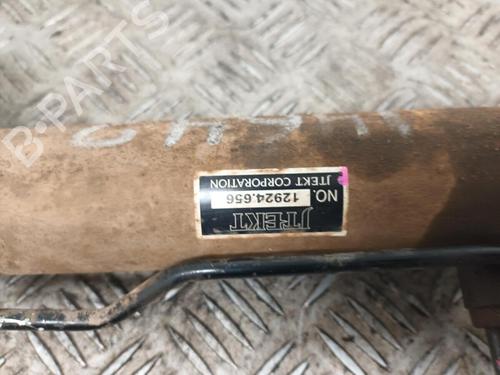 JTEKT
NO. 12924.656
JTEKT CORPORATION
B-PARTS